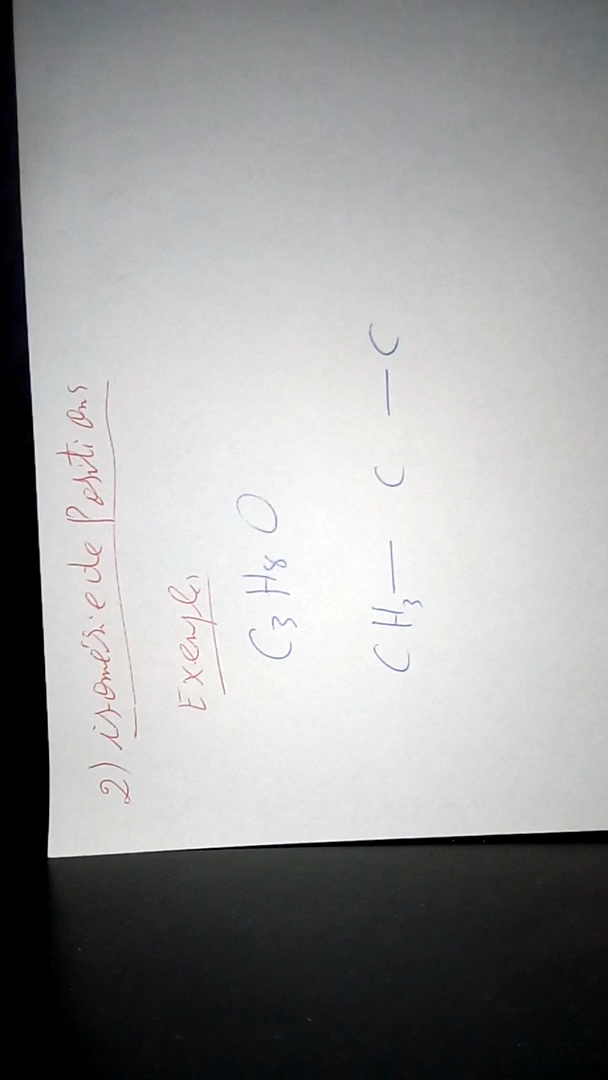 2) isomérie de Positions
Exemple,
C3H8O
CH3— C — C